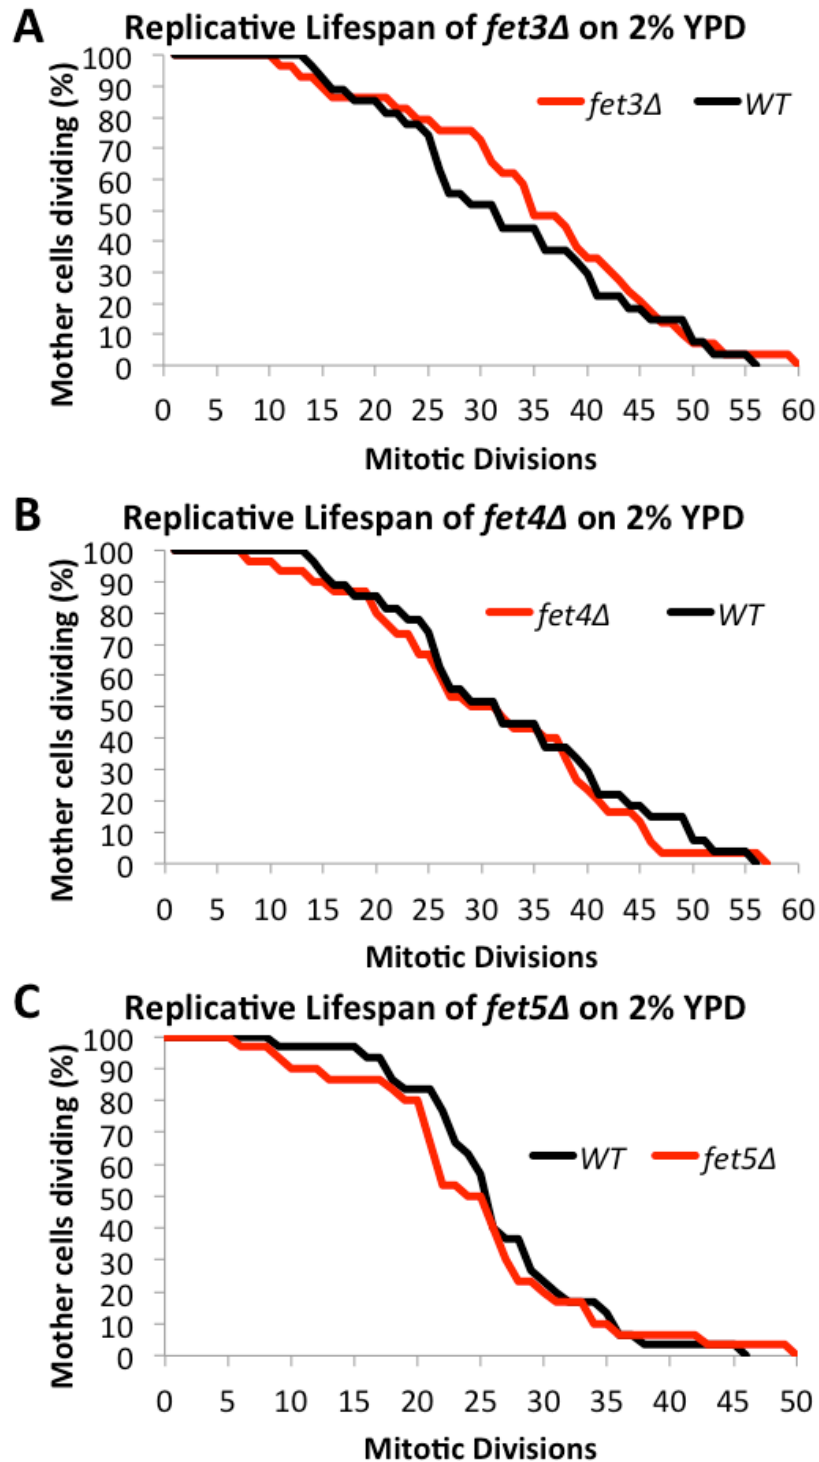 A
Replicative Lifespan of fet3Δ on 2% YPD
Mother cells dividing (%)
100
90
80
70
60
50
40
30
20
10
0
fet3Δ WT
0 5 10 15 20 25 30 35 40 45 50 55 60
Mitotic Divisions
B
Replicative Lifespan of fet4Δ on 2% YPD
Mother cells dividing (%)
100
90
80
70
60
50
40
30
20
10
0
fet4Δ WT
0 5 10 15 20 25 30 35 40 45 50 55 60
Mitotic Divisions
C
Replicative Lifespan of fet5Δ on 2% YPD
Mother cells dividing (%)
100
90
80
70
60
50
40
30
20
10
0
WT fet5Δ
0 5 10 15 20 25 30 35 40 45 50
Mitotic Divisions